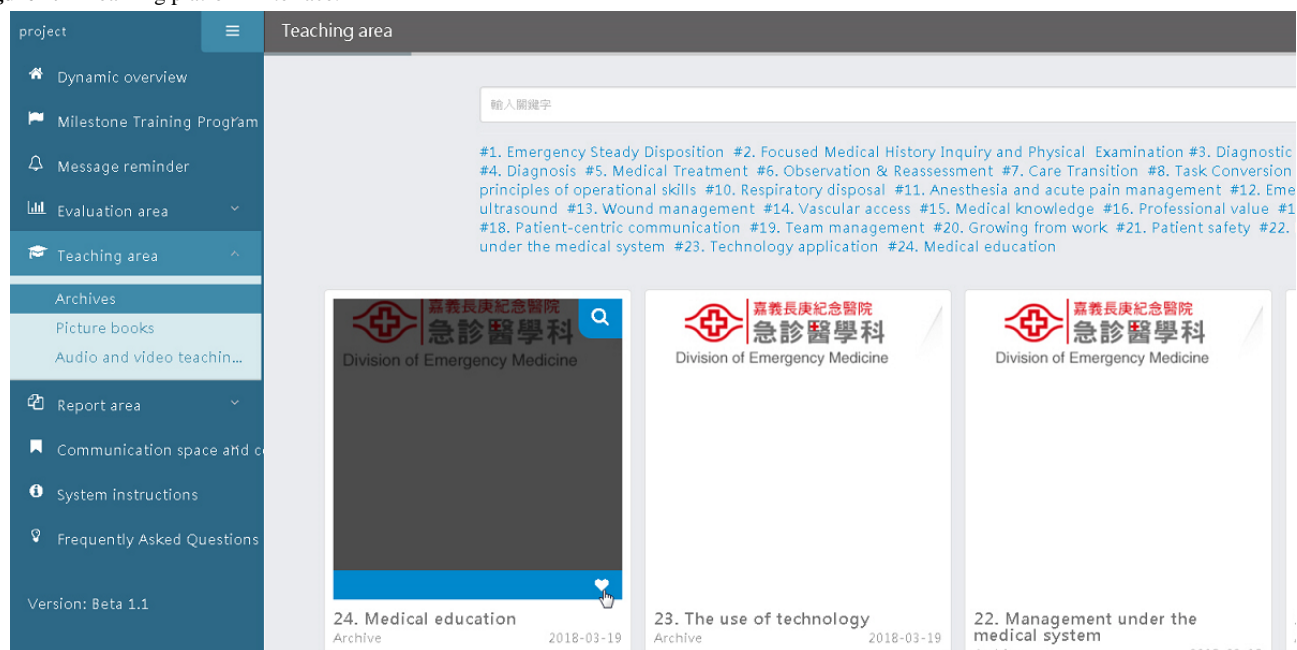 project
Teaching area
Dynamic overview
Milestone Training Program
Message reminder
Evaluation area
Teaching area
Archives
Picture books
Audio and video teachin...
Report area
Communication space and c
System instructions
Frequently Asked Questions
Version: Beta 1.1
輸入關鍵字
#1. Emergency Steady Disposition #2. Focused Medical History Inquiry and Physical Examination #3. Diagnostic
#4. Diagnosis #5. Medical Treatment #6. Observation & Reassessment #7. Care Transition #8. Task Conversion
principles of operational skills #10. Respiratory disposal #11. Anesthesia and acute pain management #12. Eme
ultrasound #13. Wound management #14. Vascular access #15. Medical knowledge #16. Professional value #1
#18. Patient-centric communication #19. Team management #20. Growing from work #21. Patient safety #22.
under the medical system #23. Technology application #24. Medical education
嘉義長庚紀念醫院
急診醫學科
Division of Emergency Medicine
24. Medical education
Archive 2018-03-19
嘉義長庚紀念醫院
急診醫學科
Division of Emergency Medicine
23. The use of technology
Archive 2018-03-19
嘉義長庚紀念醫院
急診醫學科
Division of Emergency Medicine
22. Management under the
medical system